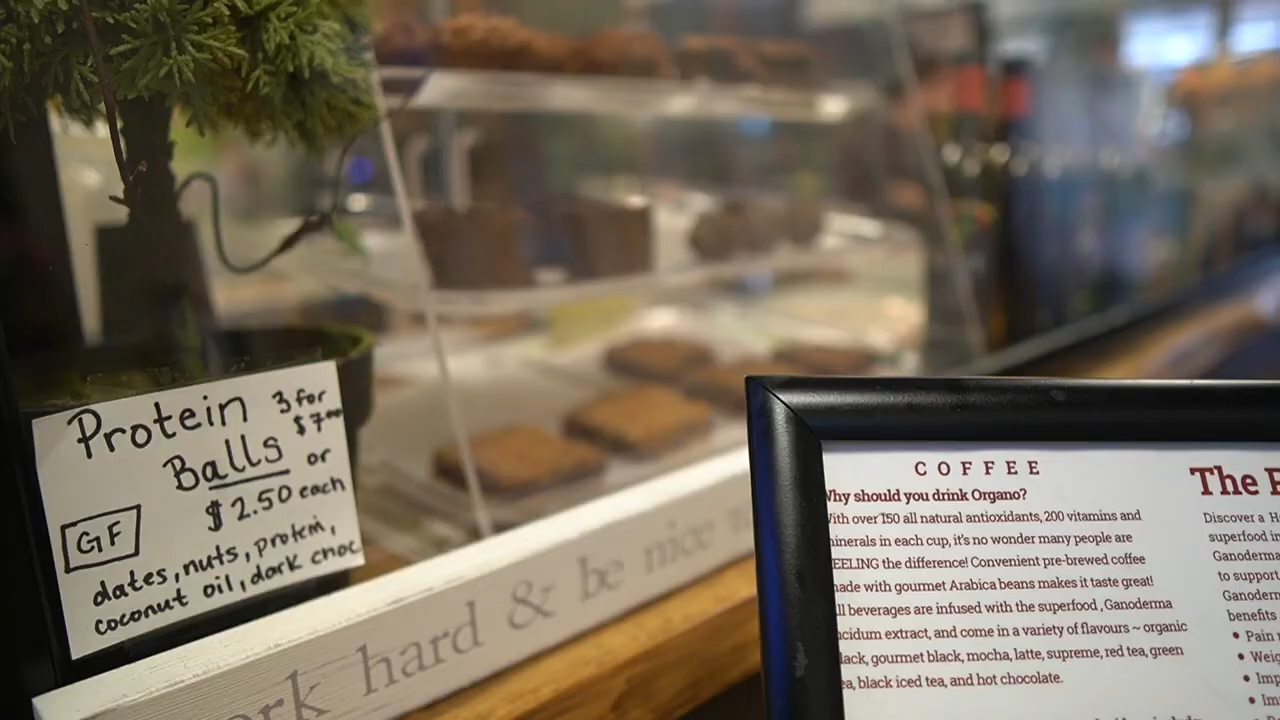 Protein
Balls
3 for
$7⁰⁰
or
$2.50 each
GF
dates, nuts, protein,
coconut oil, dark choc
hard & be nice
COFFEE
Why should you drink Organo?
With over 150 all natural antioxidants, 200 vitamins and
minerals in each cup, it's no wonder many people are
FEELING the difference! Convenient pre-brewed coffee
made with gourmet Arabica beans makes it taste great!
All beverages are infused with the superfood , Ganoderma
lucidum extract, and come in a variety of flavours ~ organic
black, gourmet black, mocha, latte, supreme, red tea, green
tea, black iced tea, and hot chocolate.
The
Discover a
superfood
Ganoderma
to support
Ganoderm
benefits
• Pain
• Weig
• Imp
• Im